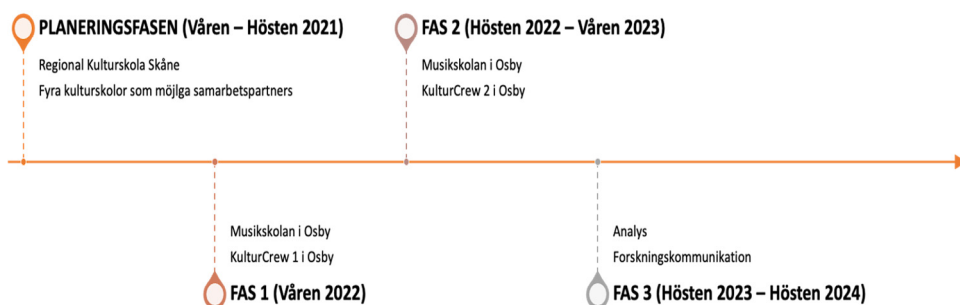 PLANERINGSFASEN (Våren – Hösten 2021)
Regional Kulturskola Skåne
Fyra kulturskolor som möjlga samarbetspartners
FAS 2 (Hösten 2022 – Våren 2023)
Musikskolan i Osby
KulturCrew 2 i Osby
Musikskolan i Osby
KulturCrew 1 i Osby
FAS 1 (Våren 2022)
Analys
Forskningskommunikation
FAS 3 (Hösten 2023 – Hösten 2024)